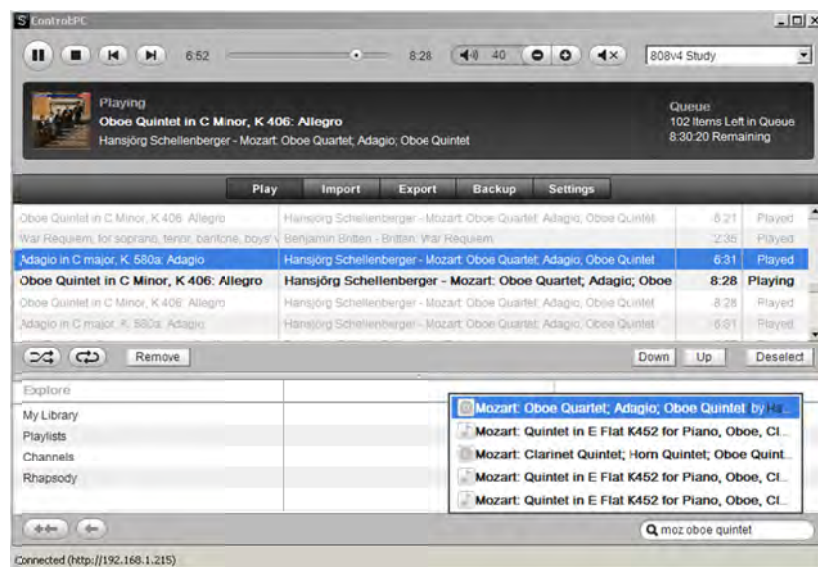 S ControlPC
6:52 8:28 40 808v4 Study
Playing
Oboe Quintet in C Minor, K 406: Allegro
Hansjörg Schellenberger - Mozart: Oboe Quartet; Adagio; Oboe Quintet
Queue
102 Items Left in Queue
8:30:20 Remaining
Play Import Export Backup Settings
Oboe Quintet in C Minor, K 406: Allegro Hansjörg Schellenberger - Mozart: Oboe Quartet; Adagio; Oboe Quintet 6:21 Played
War Requiem, for soprano, tenor, baritone, boys' v Benjamin Britten - Britten: War Requiem 2:35 Played
Adagio in C major, K. 580a: Adagio Hansjörg Schellenberger - Mozart: Oboe Quartet; Adagio; Oboe Quintet 6:31 Played
Oboe Quintet in C Minor, K 406: Allegro Hansjörg Schellenberger - Mozart: Oboe Quartet; Adagio; Oboe 8:28 Playing
Oboe Quintet in C Minor, K 406: Allegro Hansjörg Schellenberger - Mozart: Oboe Quartet; Adagio; Oboe Quintet 8:28 Played
Adagio in C major, K. 580a: Adagio Hansjörg Schellenberger - Mozart: Oboe Quartet; Adagio; Oboe Quintet 6:31 Played
Remove Down Up Deselect
Explore
My Library
Playlists
Channels
Rhapsody
Mozart: Oboe Quartet; Adagio; Oboe Quintet by Ha...
Mozart: Quintet in E Flat K452 for Piano, Oboe, Cl...
Mozart: Clarinet Quintet; Horn Quintet; Oboe Quint...
Mozart: Quintet in E Flat K452 for Piano, Oboe, Cl...
Mozart: Quintet in E Flat K452 for Piano, Oboe, Cl...
moz oboe quintet
Connected (http://192.168.1.215)